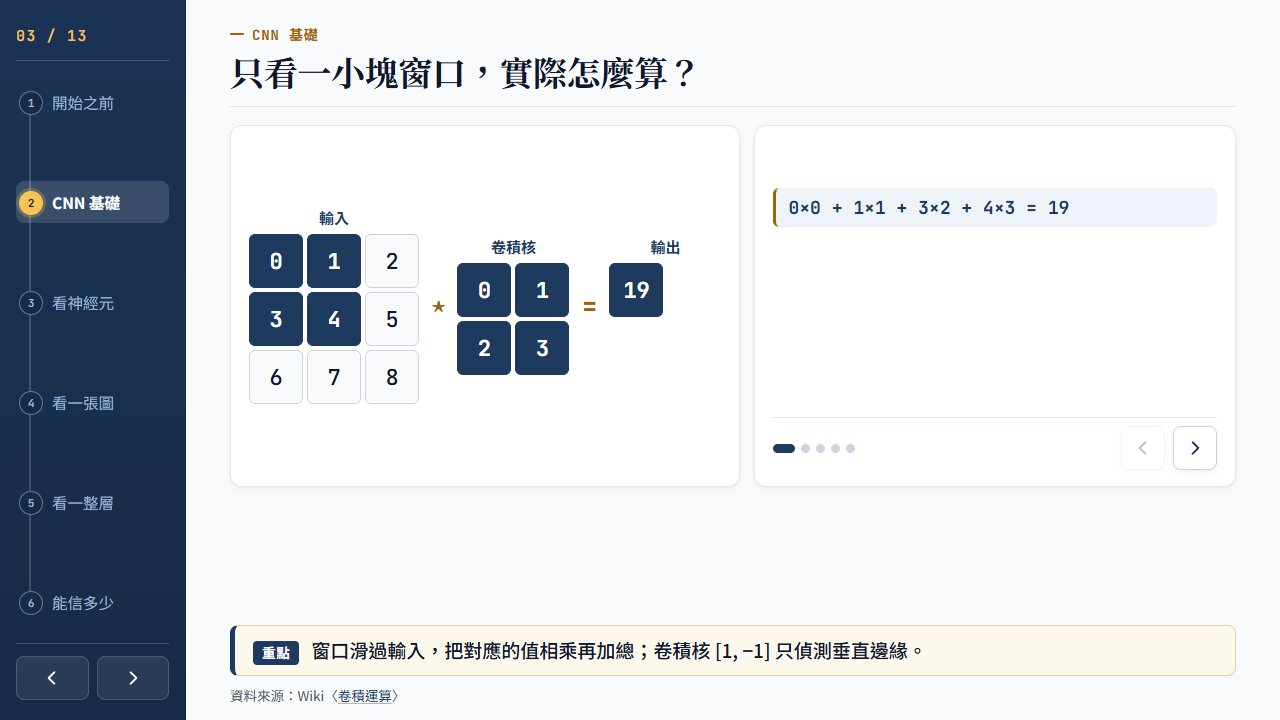 03 / 13
1 開始之前
2 CNN 基礎
3 看神經元
4 看一張圖
5 看一整層
6 能信多少
CNN 基礎
只看一小塊窗口，實際怎麼算？
輸入
0 1 2
3 4 5
6 7 8
★
卷積核
0 1
2 3
=
輸出
19
0×0 + 1×1 + 3×2 + 4×3 = 19
重點 窗口滑過輸入，把對應的值相乘再加總；卷積核 [1, −1] 只偵測垂直邊緣。
資料來源：Wiki〈卷積運算〉